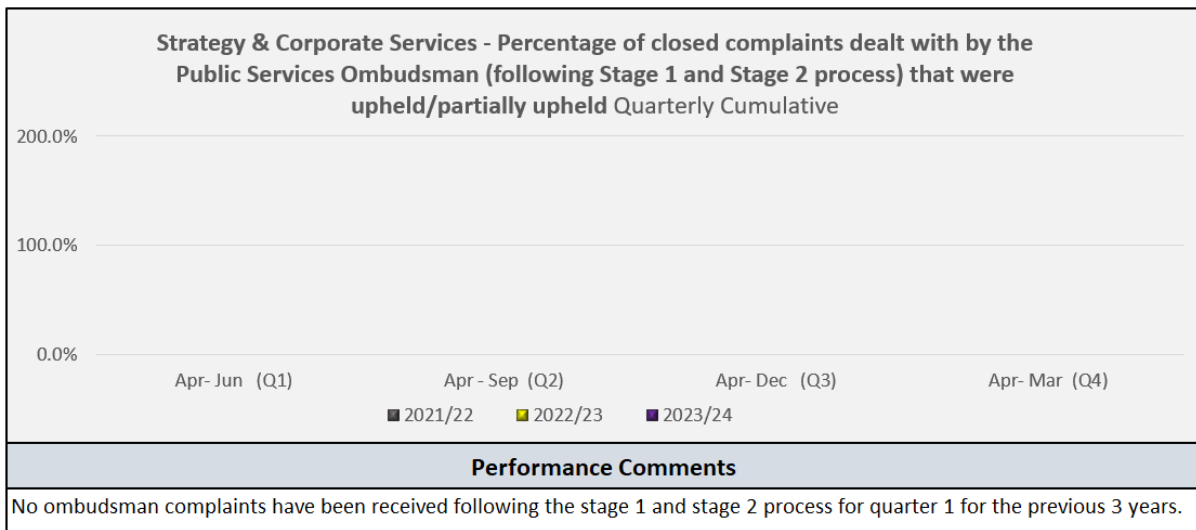 Strategy & Corporate Services - Percentage of closed complaints dealt with by the
Public Services Ombudsman (following Stage 1 and Stage 2 process) that were
upheld/partially upheld Quarterly Cumulative
200.0%
100.0%
0.0%
Apr- Jun (Q1) Apr - Sep (Q2) Apr- Dec (Q3) Apr- Mar (Q4)
2021/22 2022/23 2023/24
Performance Comments
No ombudsman complaints have been received following the stage 1 and stage 2 process for quarter 1 for the previous 3 years.